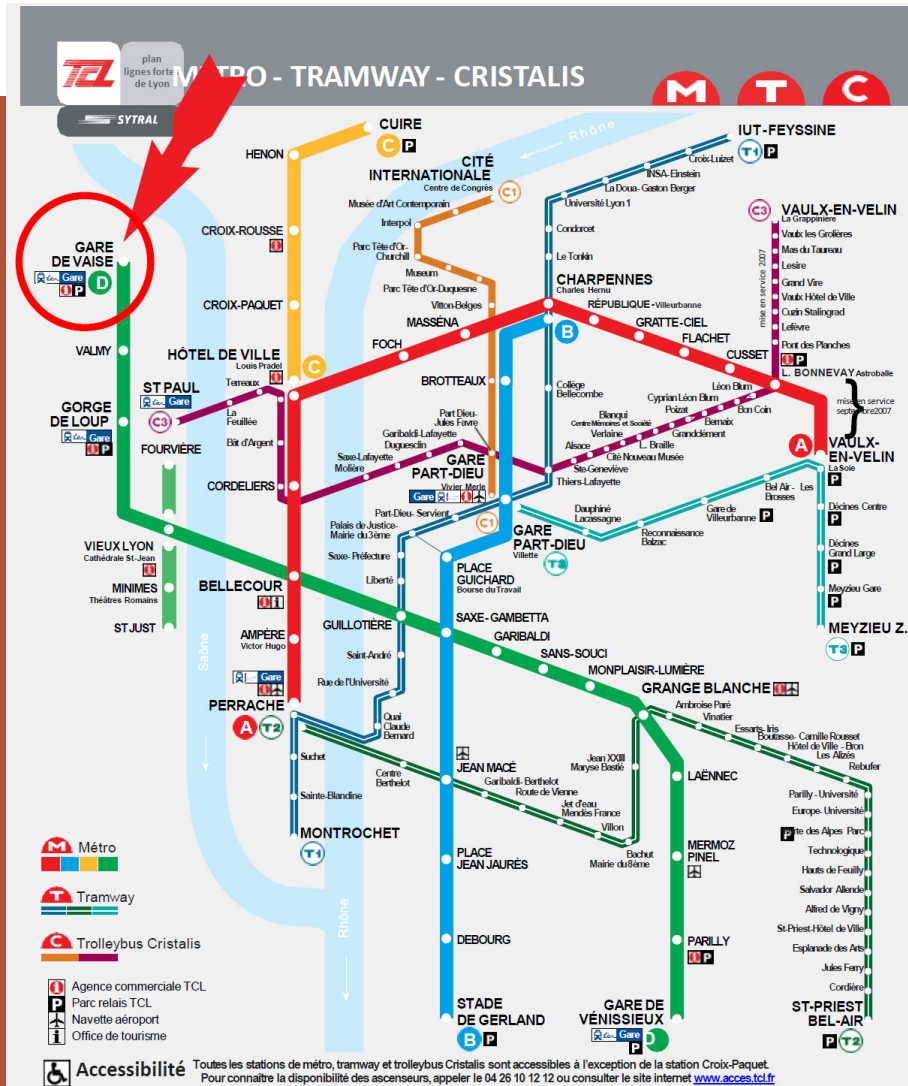 TCL
plan
lignes forte
de Lyon
SYTRAL
METRO - TRAMWAY - CRISTALIS
M T C
CUIRE
C P
HENON
CROIX-ROUSSE
CROIX-PAQUET
HÔTEL DE VILLE
Louis Pradel
C
Terreaux
GARE
DE VAISE
Gare
D
P
VALMY
GORGE
DE LOUP
Gare
P
ST PAUL
Gare
C3
FOURVIÈRE
La
Feuillée
Bât d'Argent
CORDELIERS
VIEUX LYON
Cathédrale St-Jean
MINIMES
Théâtres Romains
ST JUST
BELLECOUR
AMPÈRE
Victor Hugo
Gare
PERRACHE
A T2
Suchet
Sainte-Blandine
MONTROCHET
T1
Saône
Rhône
Rhône
CITÉ
INTERNATIONALE
Centre de Congrès
C1
Musée d'Art Contemporain
Interpol
Parc Tête d'Or-
Churchill
Museum
Parc Tête d'Or-Duquesne
Vitton-Belges
MASSÉNA
FOCH
BROTTEAUX
Part Dieu-
Jules Favre
Garibaldi-Lafayette
Duguesclin
Saxe-Lafayette
Molière
GARE
PART-DIEU
Vivier Merle
Gare
C1
Part-Dieu- Servient
Palais de Justice-
Mairie du 3ème
Saxe- Préfecture
Liberté
GUILLOTIÈRE
Saint-André
Rue de l'Université
Quai
Claude
Bernard
Centre
Berthelot
IUT-FEYSSINE
T1 P
Croix-Luizet
INSA-Einstein
La Doua- Gaston Berger
Université Lyon 1
Condorcet
Le Tonkin
CHARPENNES
Charles Hernu
B
RÉPUBLIQUE -Villeurbanne
GRATTE-CIEL
FLACHET
CUSSET
L. BONNEVAY Astroballe
mise en service
septembre2007
A
VAULX-
EN-VELIN
La Soie
P
C3
VAULX-EN-VELIN
La Grappinière
Vaulx les Grolières
Mas du Taureau
Lesire
Grand Vire
Vaulx Hôtel de Ville
Cuzin Stalingrad
Lefèvre
Pont des Planches
P
mise en service 2007
Léon Blum
Cyprian Léon Blum
Poizat
Bon Coin
Bernaix
Blanqui
Centre Mémoires et Société
Granddément
Verlaine
L. Braille
Alsace
Cité Nouveau Musée
Ste-Geneviève
Thiers-Lafayette
Collège
Bellecombe
Dauphiné
Lacassagne
GARE
PART-DIEU
Villette
T3
Reconnaissance
Balzac
Gare de
Villeurbanne
P
Bel Air - Les
Brosses
Décines Centre
P
Décines
Grand Large
P
Meyzieu Gare
P
MEYZIEU Z.
T3 P
PLACE
GUICHARD
Bourse du Travail
SAXE-GAMBETTA
GARIBALDI
SANS-SOUCI
MONPLAISIR-LUMIÈRE
GRANGE BLANCHE
Ambroise Paré
Vinatier
Essarts-Iris
Boutasse- Camille Rousset
Hôtel de Ville - Bron
Les Alizés
Rebufer
Parilly - Université
Europe- Université
P
rte des Alpes Parc
Technologique
Hauts de Feuilly
Salvador Allende
Alfred de Vigny
St-Priest-Hôtel de Ville
Esplanade des Arts
Jules Ferry
Cordière
ST-PRIEST
BEL-AIR
P T2
JEAN MACÉ
Garibaldi- Berthelot
Route de Vienne
Jet d'eau
Mendès France
Villon
Bachut
Mairie du 8ème
Jean XXIII
Maryse Bastié
LAËNNEC
MERMOZ
PINEL
PARILLY
P
GARE DE
VÉNISSIEUX
Gare
D
P
PLACE
JEAN JAURÈS
DEBOURG
STADE
DE GERLAND
B P
M Métro
T Tramway
C Trolleybus Cristalis
Agence commerciale TCL
P Parc relais TCL
Navette aéroport
i Office de tourisme
Accessibilité Toutes les stations de métro, tramway et trolleybus Cristalis sont accessibles à l'exception de la station Croix-Paquet.
Pour connaître la disponibilité des ascenseurs, appeler le 04 26 10 12 12 ou consulter le site internet www.acces.tcl.fr